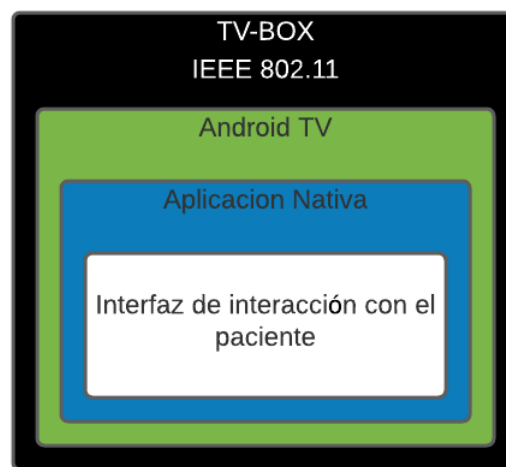 TV-BOX
IEEE 802.11
Android TV
Aplicacion Nativa
Interfaz de interacción con el
paciente